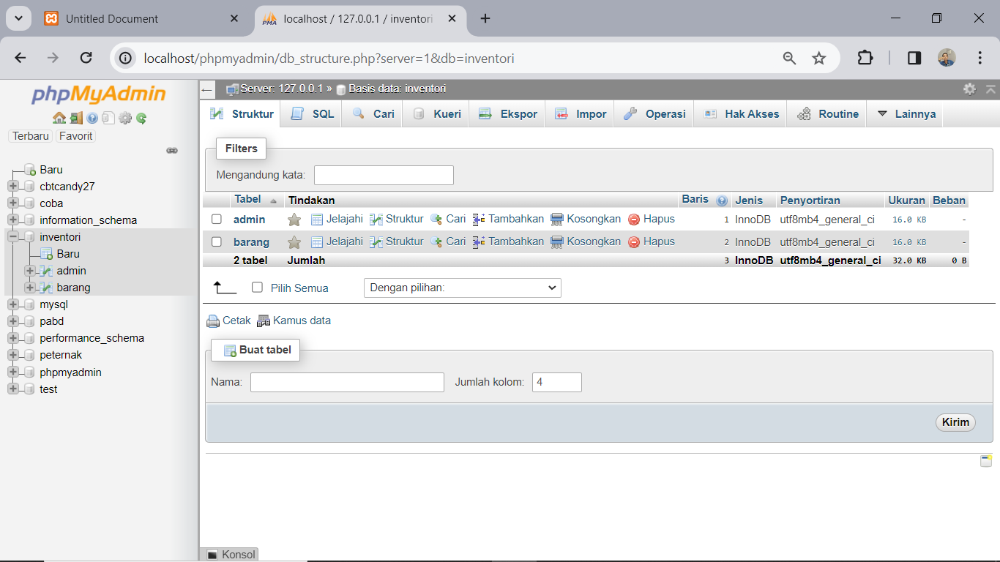 Untitled Document
localhost / 127.0.0.1 / inventori
localhost/phpmyadmin/db_structure.php?server=1&db=inventori
phpMyAdmin
Terbaru Favorit
Baru
cbtcandy27
coba
information_schema
inventori
Baru
admin
barang
mysql
pabd
performance_schema
peternak
phpmyadmin
test
Server: 127.0.0.1 » Basis data: inventori
Struktur SQL Cari Kueri Ekspor Impor Operasi Hak Akses Routine Lainnya
Filters
Mengandung kata:
Tabel Tindakan Baris Jenis Penyortiran Ukuran Beban
admin Jelajahi Struktur Cari Tambahkan Kosongkan Hapus 1 InnoDB utf8mb4_general_ci 16.0 KB -
barang Jelajahi Struktur Cari Tambahkan Kosongkan Hapus 2 InnoDB utf8mb4_general_ci 16.0 KB -
2 tabel Jumlah 3 InnoDB utf8mb4_general_ci 32.0 KB 0 B
Pilih Semua Dengan pilihan:
Cetak Kamus data
Buat tabel
Nama: Jumlah kolom: 4
Kirim
Konsol